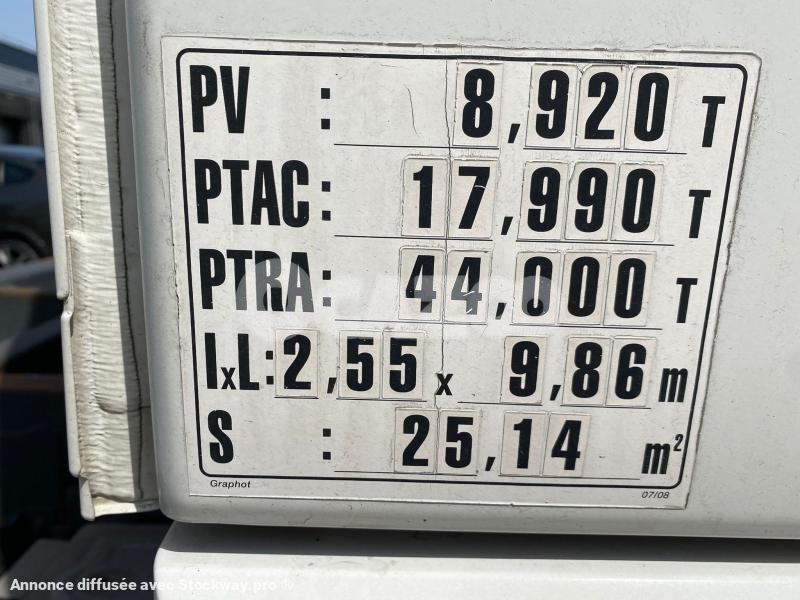 PV : 8,920 T
PTAC : 17,990 T
PTRA : 44,000 T
IxL : 2,55 x 9,86 m
S : 25,14 m²
Graphot 07/08
Annonce diffusée avec Stockway.pro ®